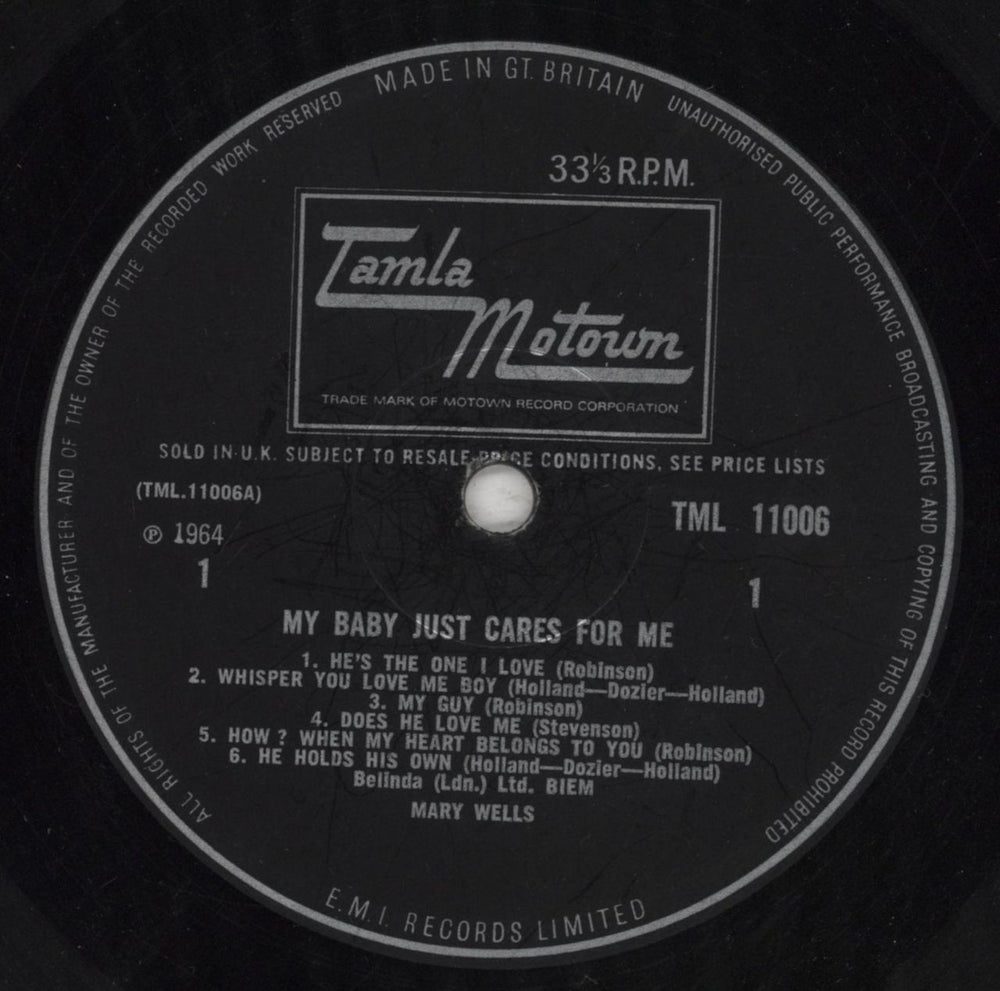 MADE IN GT. BRITAIN
UNAUTHORISED PUBLIC PERFORMANCE BROADCASTING AND COPYING OF THIS RECORD PROHIBITED
ALL RIGHTS OF THE MANUFACTURER AND OF THE OWNER OF THE RECORDED WORK RESERVED
33⅓ R.P.M.
Tamla
Motown
TRADE MARK OF MOTOWN RECORD CORPORATION
SOLD IN U.K. SUBJECT TO RESALE PRICE CONDITIONS, SEE PRICE LISTS
(TML.11006A)
TML 11006
℗ 1964
1 1
MY BABY JUST CARES FOR ME
1. HE'S THE ONE I LOVE (Robinson)
2. WHISPER YOU LOVE ME BOY (Holland—Dozier—Holland)
3. MY GUY (Robinson)
4. DOES HE LOVE ME (Stevenson)
5. HOW ? WHEN MY HEART BELONGS TO YOU (Robinson)
6. HE HOLDS HIS OWN (Holland—Dozier—Holland)
Belinda (Ldn.) Ltd. BIEM
MARY WELLS
E.M.I. RECORDS LIMITED